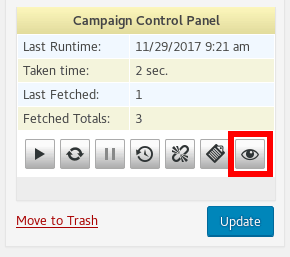 Campaign Control Panel
Last Runtime: 11/29/2017 9:21 am
Taken time: 2 sec.
Last Fetched: 1
Fetched Totals: 3
Move to Trash Update